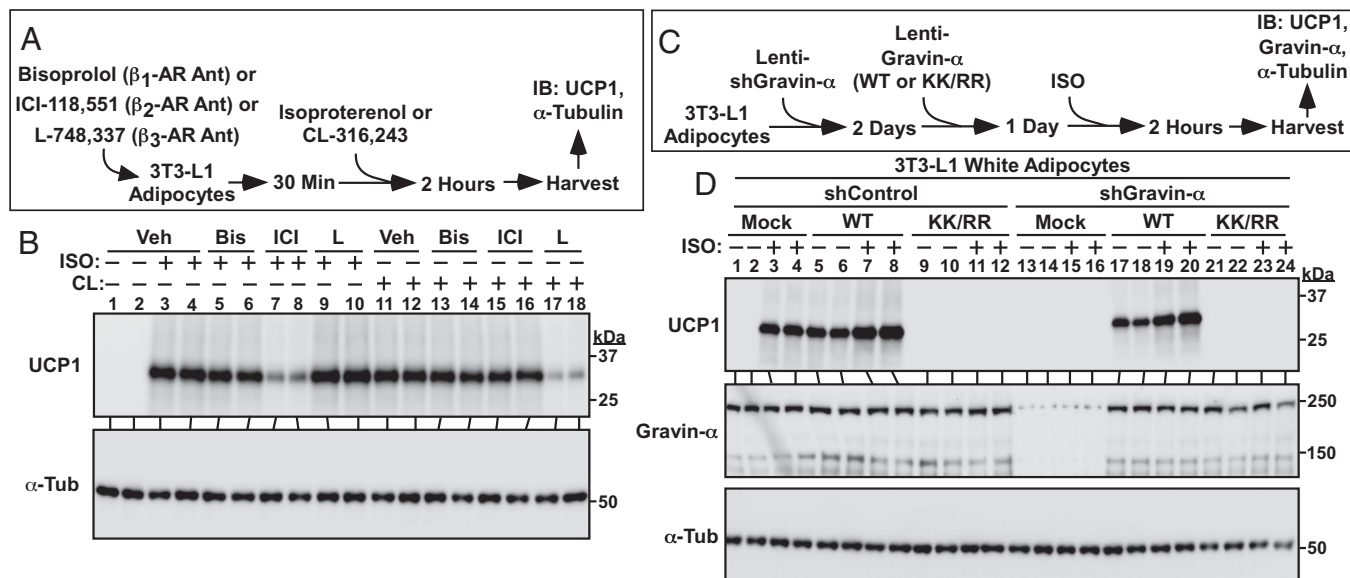 A
Bisoprolol (β1-AR Ant) or
ICI-118,551 (β2-AR Ant) or
L-748,337 (β3-AR Ant)
Isoproterenol or
CL-316,243
IB: UCP1,
α-Tubulin
3T3-L1
Adipocytes
30 Min
2 Hours
Harvest
B
Veh Bis ICI L Veh Bis ICI L
ISO: − − + + + + + + + + − − − − − − − −
CL: − − − − − − − − − − + + + + + + + +
1 2 3 4 5 6 7 8 9 10 11 12 13 14 15 16 17 18
kDa
UCP1
37
25
α-Tub
50
C
Lenti-
shGravin-α
Lenti-
Gravin-α
(WT or KK/RR)
ISO
IB: UCP1,
Gravin-α,
α-Tubulin
3T3-L1
Adipocytes
2 Days
1 Day
2 Hours
Harvest
D
3T3-L1 White Adipocytes
shControl shGravin-α
Mock WT KK/RR Mock WT KK/RR
ISO: − − + + − − + + − − + + − − + + − − + + − − + +
1 2 3 4 5 6 7 8 9 10 11 12 13 14 15 16 17 18 19 20 21 22 23 24
kDa
UCP1
37
25
Gravin-α
250
150
α-Tub
50